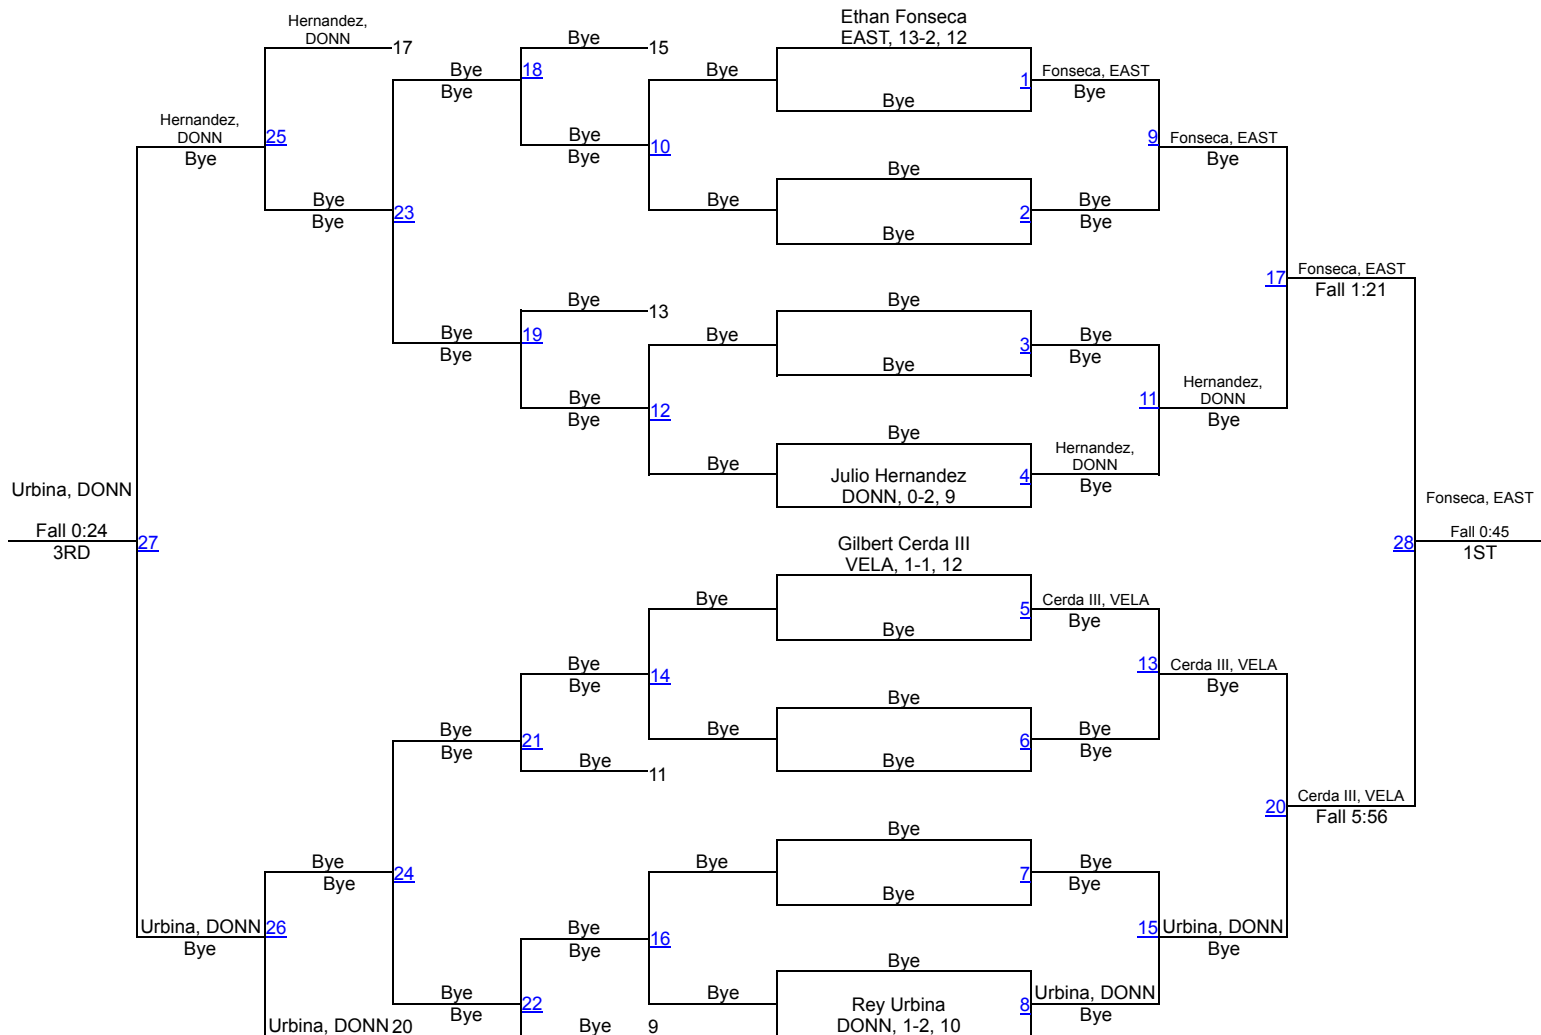 Hernandez,
DONN
17
Bye
15
Ethan Fonseca
EAST, 13-2, 12
Bye
Bye
18
Bye
1
Fonseca, EAST
Bye
Bye
Hernandez,
DONN
Bye
25
Bye
Bye
10
9
Fonseca, EAST
Bye
Bye
Bye
Bye
23
Bye
Bye
2
Bye
Bye
Bye
17
Fonseca, EAST
Fall 1:21
Bye
13
Bye
Bye
Bye
19
Bye
3
Bye
Bye
Bye
Bye
Bye
12
11
Hernandez,
DONN
Bye
Bye
Bye
Julio Hernandez
DONN, 0-2, 9
4
Hernandez,
DONN
Bye
Urbina, DONN
Fall 0:24
3RD
27
Fonseca, EAST
28
Fall 0:45
1ST
Gilbert Cerda III
VELA, 1-1, 12
Bye
5
Cerda III, VELA
Bye
Bye
Bye
Bye
14
13
Cerda III, VELA
Bye
Bye
Bye
Bye
21
Bye
6
Bye
Bye
Bye
Bye
11
20
Cerda III, VELA
Fall 5:56
Bye
Bye
Bye
24
Bye
7
Bye
Bye
Bye
Urbina, DONN
Bye
26
Bye
Bye
16
15
Urbina, DONN
Bye
Bye
Bye
Bye
22
Bye
Rey Urbina
DONN, 1-2, 10
8
Urbina, DONN
Bye
Urbina, DONN
20
Bye
9